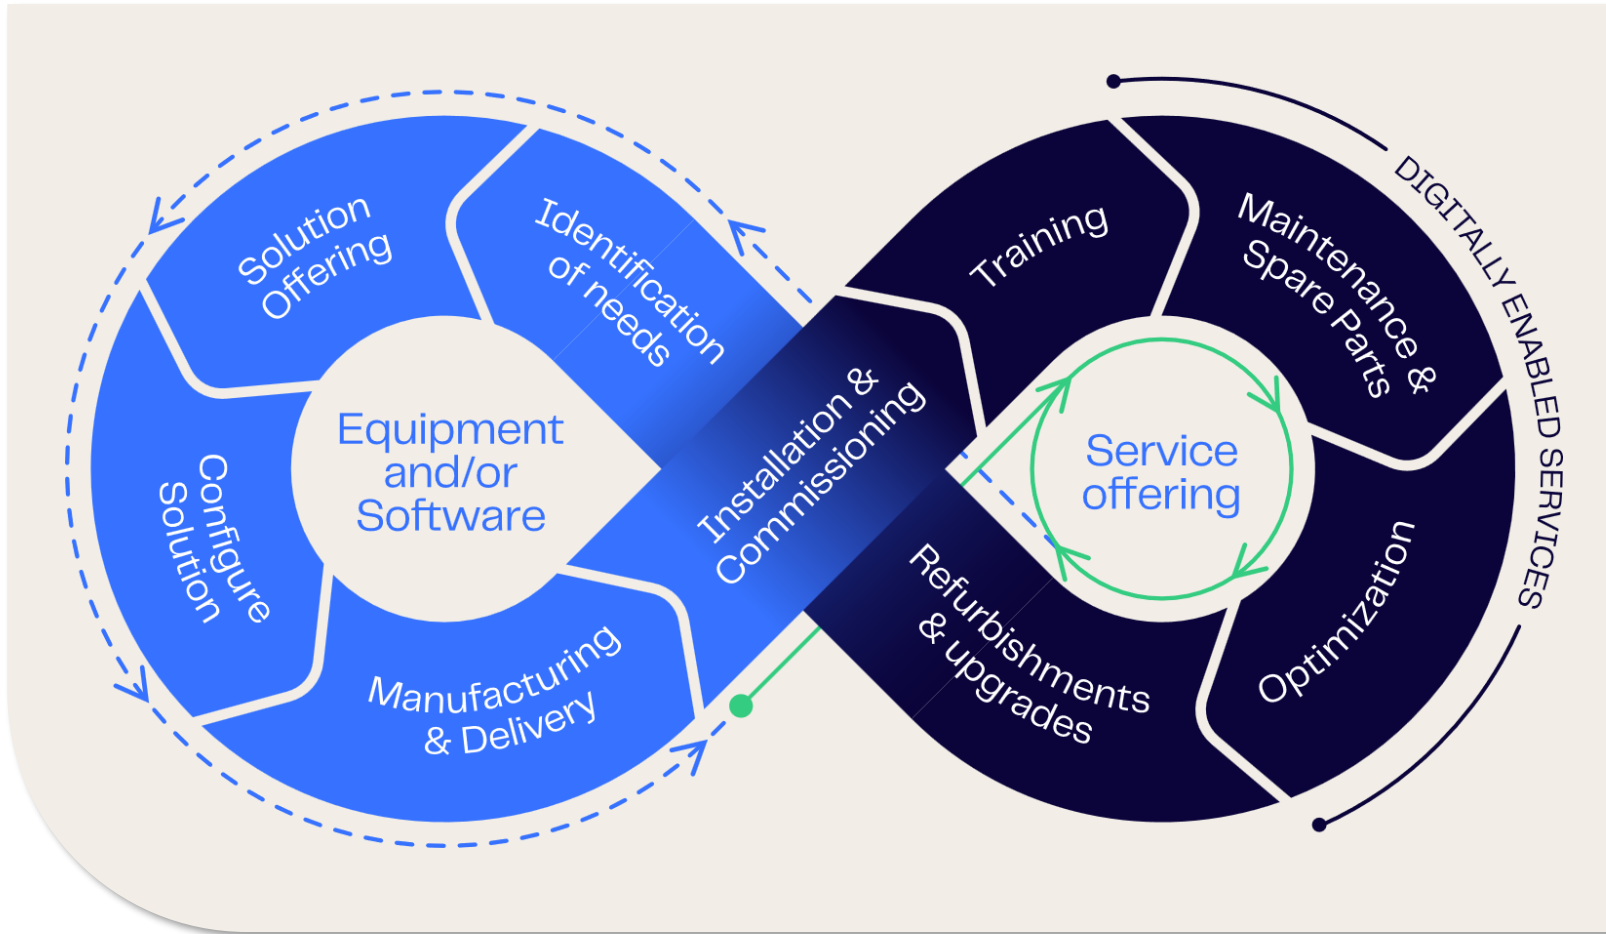 Solution
Offering
Identification
of needs
Equipment
and/or
Software
Configure
Solution
Manufacturing
& Delivery
Installation &
Commissioning
Training
Maintenance &
Spare Parts
Service
offering
Optimization
Refurbishments
& upgrades
DIGITALLY ENABLED SERVICES